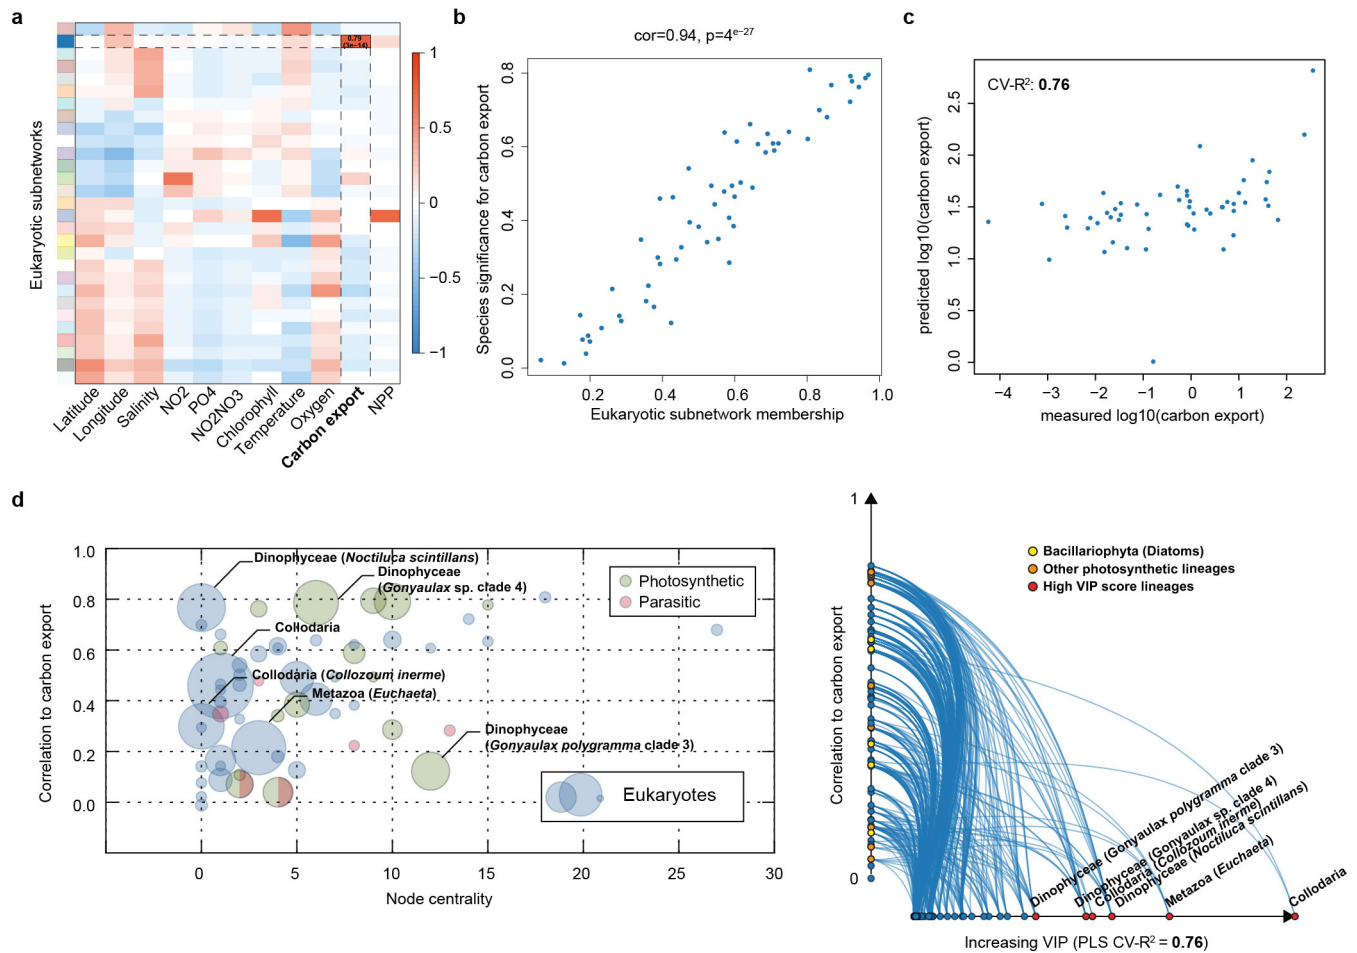 a
0.79
(3e−14)
1
0.5
0
−0.5
−1
Eukaryotic subnetworks
Latitude
Longitude
Salinity
NO2
PO4
NO2NO3
Chlorophyll
Temperature
Oxygen
Carbon export
NPP
b
cor=0.94, p=4e−27
Species significance for carbon export
0.8
0.6
0.4
0.2
0.0
0.2
0.4
0.6
0.8
1.0
Eukaryotic subnetwork membership
c
CV-R²: 0.76
predicted log10(carbon export)
2.5
2.0
1.5
1.0
0.5
0.0
−4
−3
−2
−1
0
1
2
measured log10(carbon export)
d
Correlation to carbon export
1.0
0.8
0.6
0.4
0.2
0.0
Dinophyceae (Noctiluca scintillans)
Dinophyceae
(Gonyaulax sp. clade 4)
Collodaria
Collodaria (Collozoum inerme)
Metazoa (Euchaeta)
Dinophyceae
(Gonyaulax polygramma clade 3)
Photosynthetic
Parasitic
Eukaryotes
0
5
10
15
20
25
30
Node centrality
1
Correlation to carbon export
0
Bacillariophyta (Diatoms)
Other photosynthetic lineages
High VIP score lineages
Dinophyceae (Gonyaulax polygramma clade 3)
Dinophyceae (Gonyaulax sp. clade 4)
Collodaria (Collozoum inerme)
Dinophyceae (Noctiluca scintillans)
Metazoa (Euchaeta)
Collodaria
Increasing VIP (PLS CV-R² = 0.76)